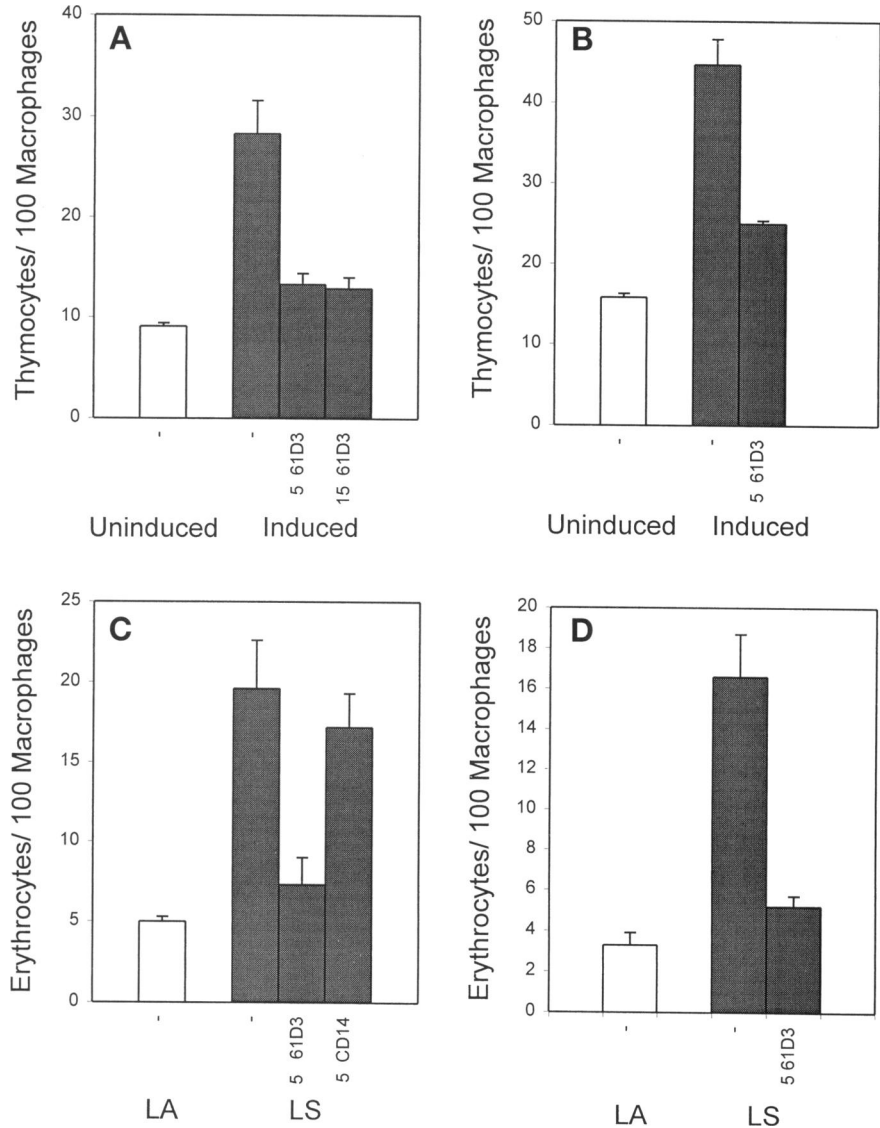 A
Thymocytes/ 100 Macrophages
40
30
20
10
0
-
-
5 61D3
15 61D3
Uninduced
Induced
B
Thymocytes/ 100 Macrophages
50
40
30
20
10
0
-
-
5 61D3
Uninduced
Induced
C
Erythrocytes/ 100 Macrophages
25
20
15
10
5
0
-
-
5 61D3
5 CD14
LA
LS
D
Erythrocytes/ 100 Macrophages
20
18
16
14
12
10
8
6
4
2
0
-
-
5 61D3
LA
LS